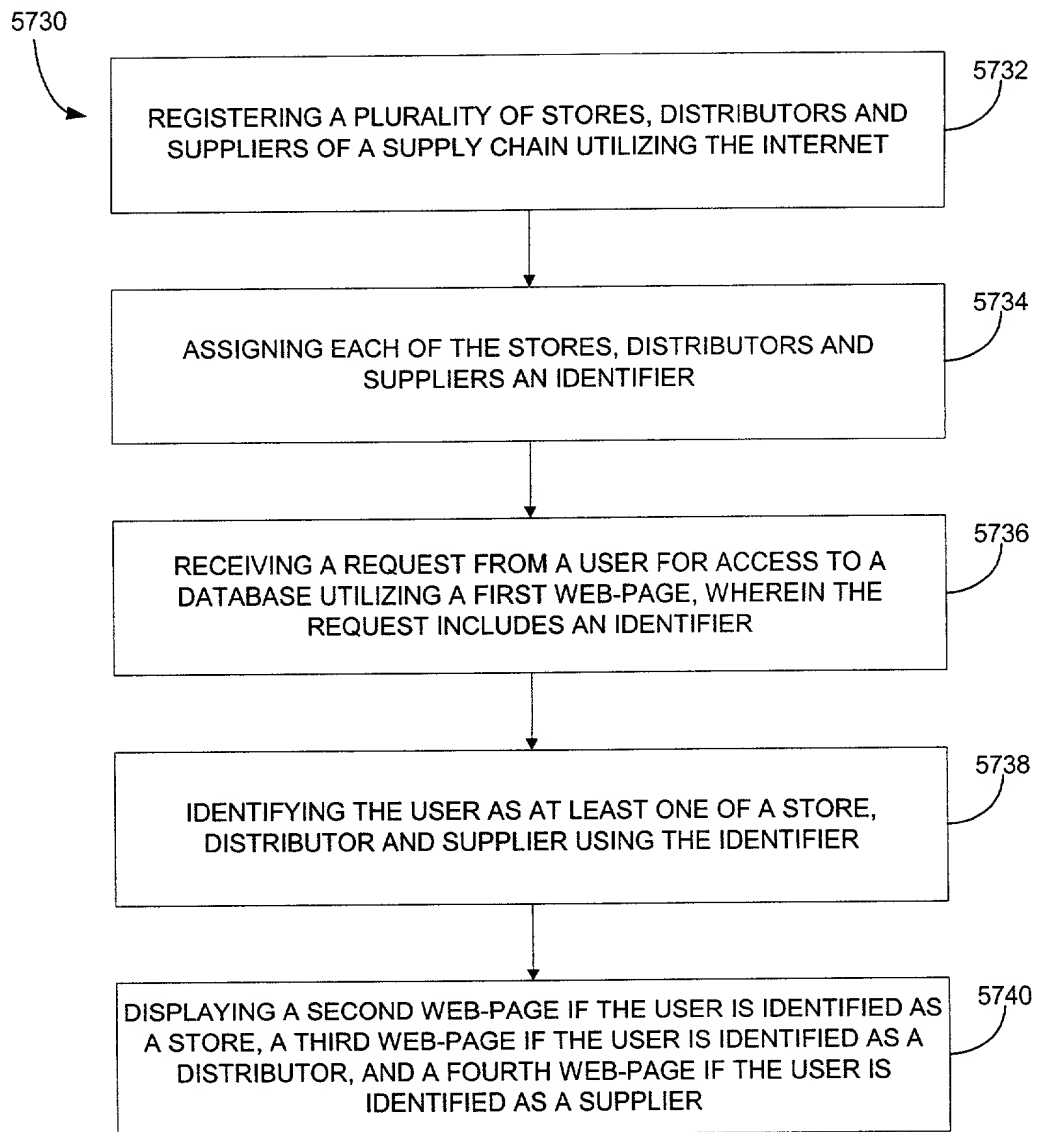 5730
5732
REGISTERING A PLURALITY OF STORES, DISTRIBUTORS AND
SUPPLIERS OF A SUPPLY CHAIN UTILIZING THE INTERNET
5734
ASSIGNING EACH OF THE STORES, DISTRIBUTORS AND
SUPPLIERS AN IDENTIFIER
5736
RECEIVING A REQUEST FROM A USER FOR ACCESS TO A
DATABASE UTILIZING A FIRST WEB-PAGE, WHEREIN THE
REQUEST INCLUDES AN IDENTIFIER
5738
IDENTIFYING THE USER AS AT LEAST ONE OF A STORE,
DISTRIBUTOR AND SUPPLIER USING THE IDENTIFIER
5740
DISPLAYING A SECOND WEB-PAGE IF THE USER IS IDENTIFIED AS
A STORE, A THIRD WEB-PAGE IF THE USER IS IDENTIFIED AS A
DISTRIBUTOR, AND A FOURTH WEB-PAGE IF THE USER IS
IDENTIFIED AS A SUPPLIER